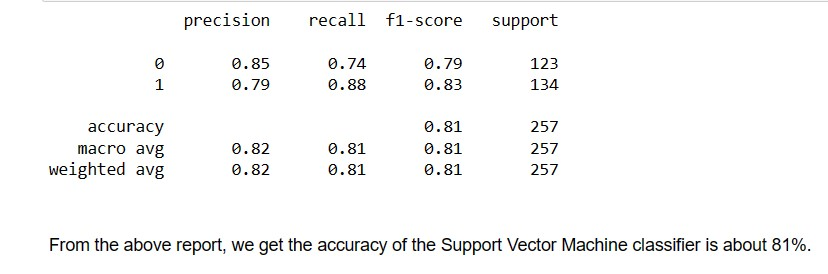 precision recall f1-score support
0 0.85 0.74 0.79 123
1 0.79 0.88 0.83 134
accuracy 0.81 257
macro avg 0.82 0.81 0.81 257
weighted avg 0.82 0.81 0.81 257
From the above report, we get the accuracy of the Support Vector Machine classifier is about 81%.